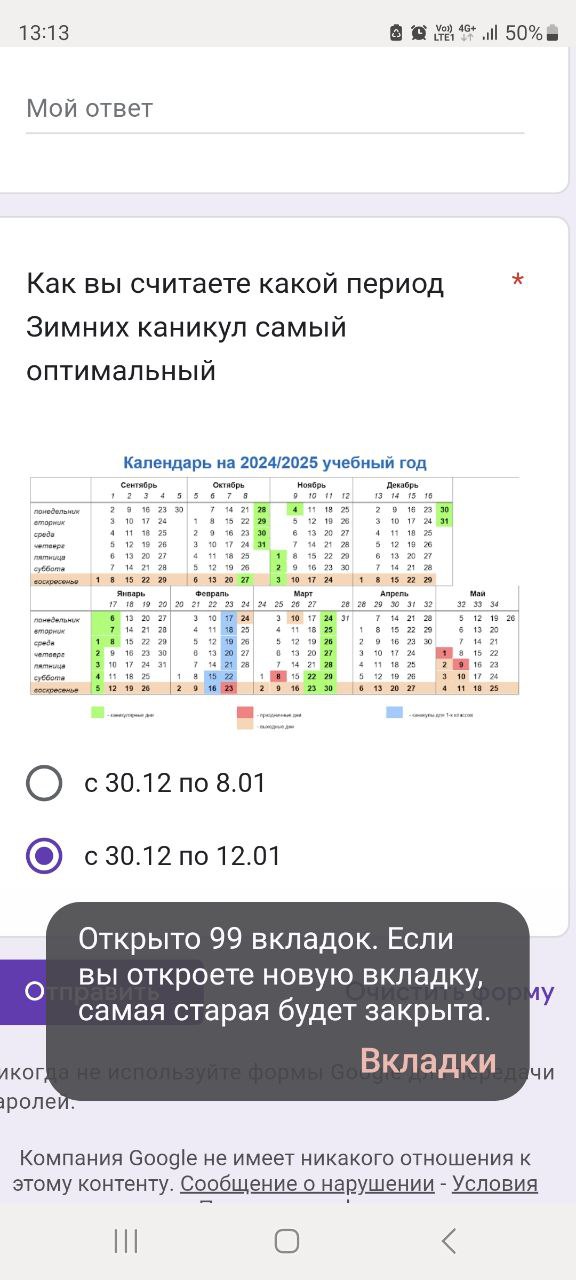 13:13
Vo)) 4G+
LTE1 50%
Мой ответ
Как вы считаете какой период *
Зимних каникул самый
оптимальный
Календарь на 2024/2025 учебный год
Сентябрь Октябрь Ноябрь Декабрь
1 2 3 4 5 5 6 7 8 9 10 11 12 13 14 15 16
понедельник 2 9 16 23 30 7 14 21 28 4 11 18 25 2 9 16 23 30
вторник 3 10 17 24 1 8 15 22 29 5 12 19 26 3 10 17 24 31
среда 4 11 18 25 2 9 16 23 30 6 13 20 27 4 11 18 25
четверг 5 12 19 26 3 10 17 24 31 7 14 21 28 5 12 19 26
пятница 6 13 20 27 4 11 18 25 1 8 15 22 29 6 13 20 27
суббота 7 14 21 28 5 12 19 26 2 9 16 23 30 7 14 21 28
воскресенье 1 8 15 22 29 6 13 20 27 3 10 17 24 1 8 15 22 29
Январь Февраль Март Апрель Май
17 18 19 20 20 21 22 23 24 24 25 26 27 28 28 29 30 31 32 32 33 34
понедельник 6 13 20 27 3 10 17 24 3 10 17 24 31 7 14 21 28 5 12 19 26
вторник 7 14 21 28 4 11 18 25 4 11 18 25 1 8 15 22 29 6 13 20
среда 1 8 15 22 29 5 12 19 26 5 12 19 26 2 9 16 23 30 7 14 21
четверг 2 9 16 23 30 6 13 20 27 6 13 20 27 3 10 17 24 1 8 15 22
пятница 3 10 17 24 31 7 14 21 28 7 14 21 28 4 11 18 25 2 9 16 23
суббота 4 11 18 25 1 8 15 22 1 8 15 22 29 5 12 19 26 3 10 17 24
воскресенье 5 12 19 26 2 9 16 23 2 9 16 23 30 6 13 20 27 4 11 18 25
- каникулярные дни - праздничные дни - каникулы для 1-х классов
- выходные дни
с 30.12 по 8.01
с 30.12 по 12.01
Открыто 99 вкладок. Если
вы откроете новую вкладку,
самая старая будет закрыта.
Вкладки
Отправить Очистить форму
икогда не используйте формы Google для передачи
аролей.
Компания Google не имеет никакого отношения к
этому контенту. Сообщение о нарушении - Условия